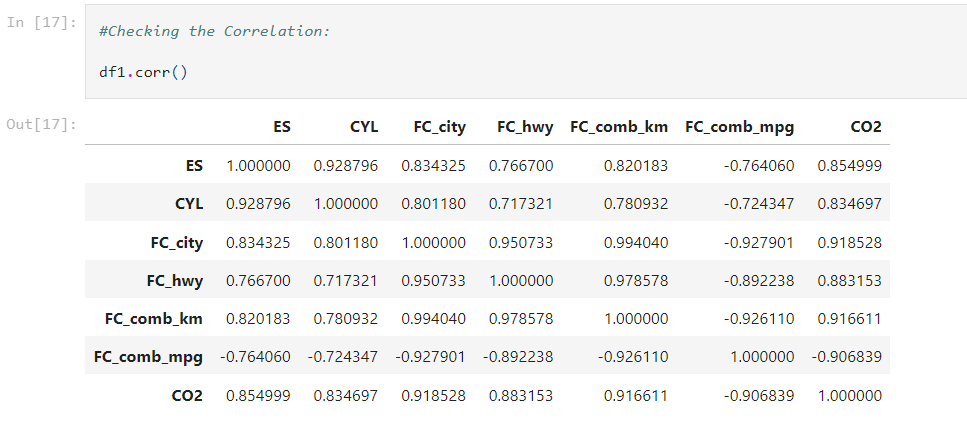 In [17]:
#Checking the Correlation:
df1.corr()
Out[17]:
ES CYL FC_city FC_hwy FC_comb_km FC_comb_mpg CO2
ES 1.000000 0.928796 0.834325 0.766700 0.820183 -0.764060 0.854999
CYL 0.928796 1.000000 0.801180 0.717321 0.780932 -0.724347 0.834697
FC_city 0.834325 0.801180 1.000000 0.950733 0.994040 -0.927901 0.918528
FC_hwy 0.766700 0.717321 0.950733 1.000000 0.978578 -0.892238 0.883153
FC_comb_km 0.820183 0.780932 0.994040 0.978578 1.000000 -0.926110 0.916611
FC_comb_mpg -0.764060 -0.724347 -0.927901 -0.892238 -0.926110 1.000000 -0.906839
CO2 0.854999 0.834697 0.918528 0.883153 0.916611 -0.906839 1.000000